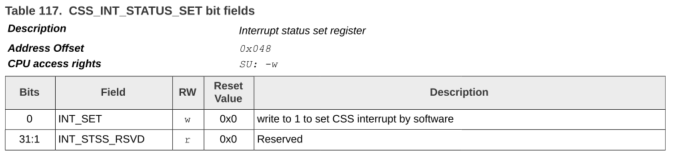 Table 117. CSS_INT_STATUS_SET bit fields
Description Interrupt status set register
Address Offset 0x048
CPU access rights SU: -w
Bits Field RW Reset Value Description
0 INT_SET w 0x0 write to 1 to set CSS interrupt by software
31:1 INT_STSS_RSVD r 0x0 Reserved